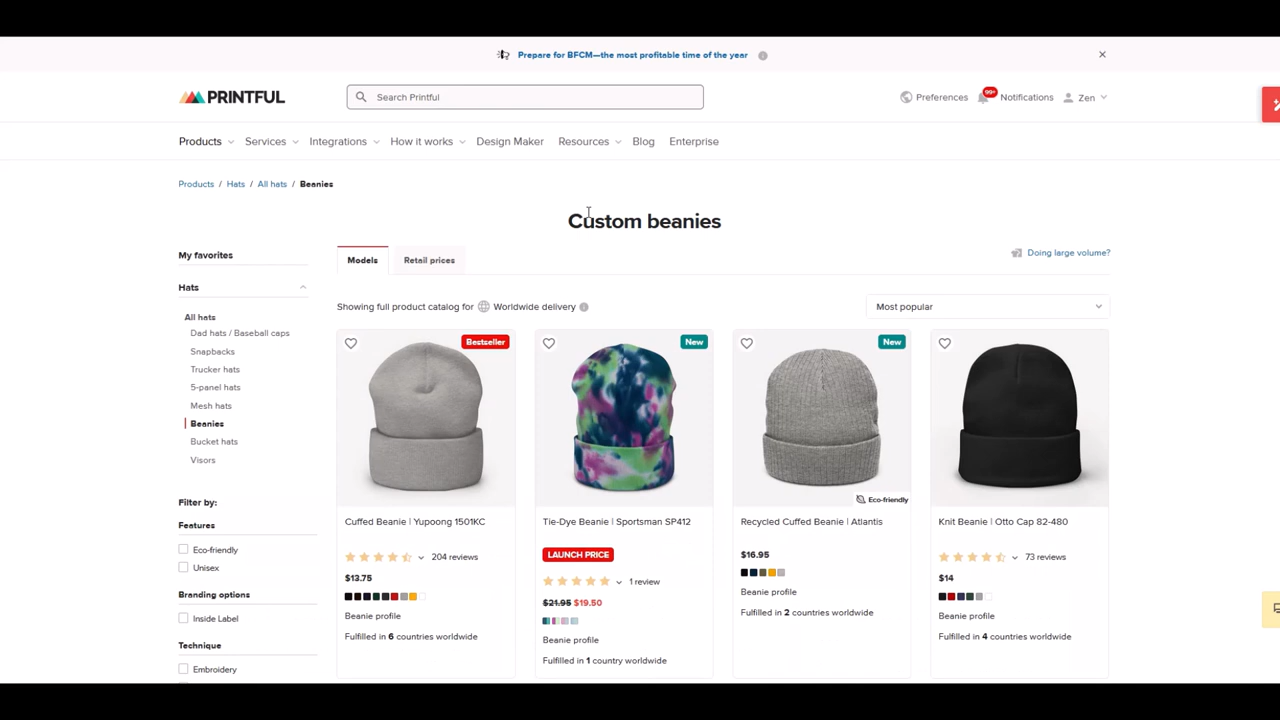 Prepare for BFCM—the most profitable time of the year
PRINTFUL
Search Printful
Preferences
99+
Notifications
Zen
Products
Services
Integrations
How it works
Design Maker
Resources
Blog
Enterprise
Products / Hats / All hats / Beanies
Custom beanies
My favorites
Models
Retail prices
Doing large volume?
Hats
Showing full product catalog for Worldwide delivery
Most popular
All hats
Dad hats / Baseball caps
Snapbacks
Trucker hats
5-panel hats
Mesh hats
Beanies
Bucket hats
Visors
Filter by:
Features
Eco-friendly
Unisex
Branding options
Inside Label
Technique
Embroidery
Bestseller
Cuffed Beanie | Yupoong 1501KC
204 reviews
$13.75
Beanie profile
Fulfilled in 6 countries worldwide
New
Tie-Dye Beanie | Sportsman SP412
LAUNCH PRICE
1 review
$21.95 $19.50
Beanie profile
Fulfilled in 1 country worldwide
New
Eco-friendly
Recycled Cuffed Beanie | Atlantis
$16.95
Beanie profile
Fulfilled in 2 countries worldwide
Knit Beanie | Otto Cap 82-480
73 reviews
$14
Beanie profile
Fulfilled in 4 countries worldwide